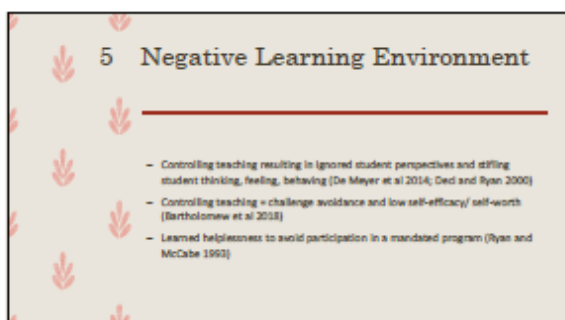 5 Negative Learning Environment
– Controlling teaching resulting in ignored student perspectives and stifling
student thinking, feeling, behaving (De Meyer et al 2014; Deci and Ryan 2000)
– Controlling teaching = challenge avoidance and low self-efficacy/ self-worth
(Bartholomew et al 2018)
– Learned helplessness to avoid participation in a mandated program (Ryan and
McCabe 1993)